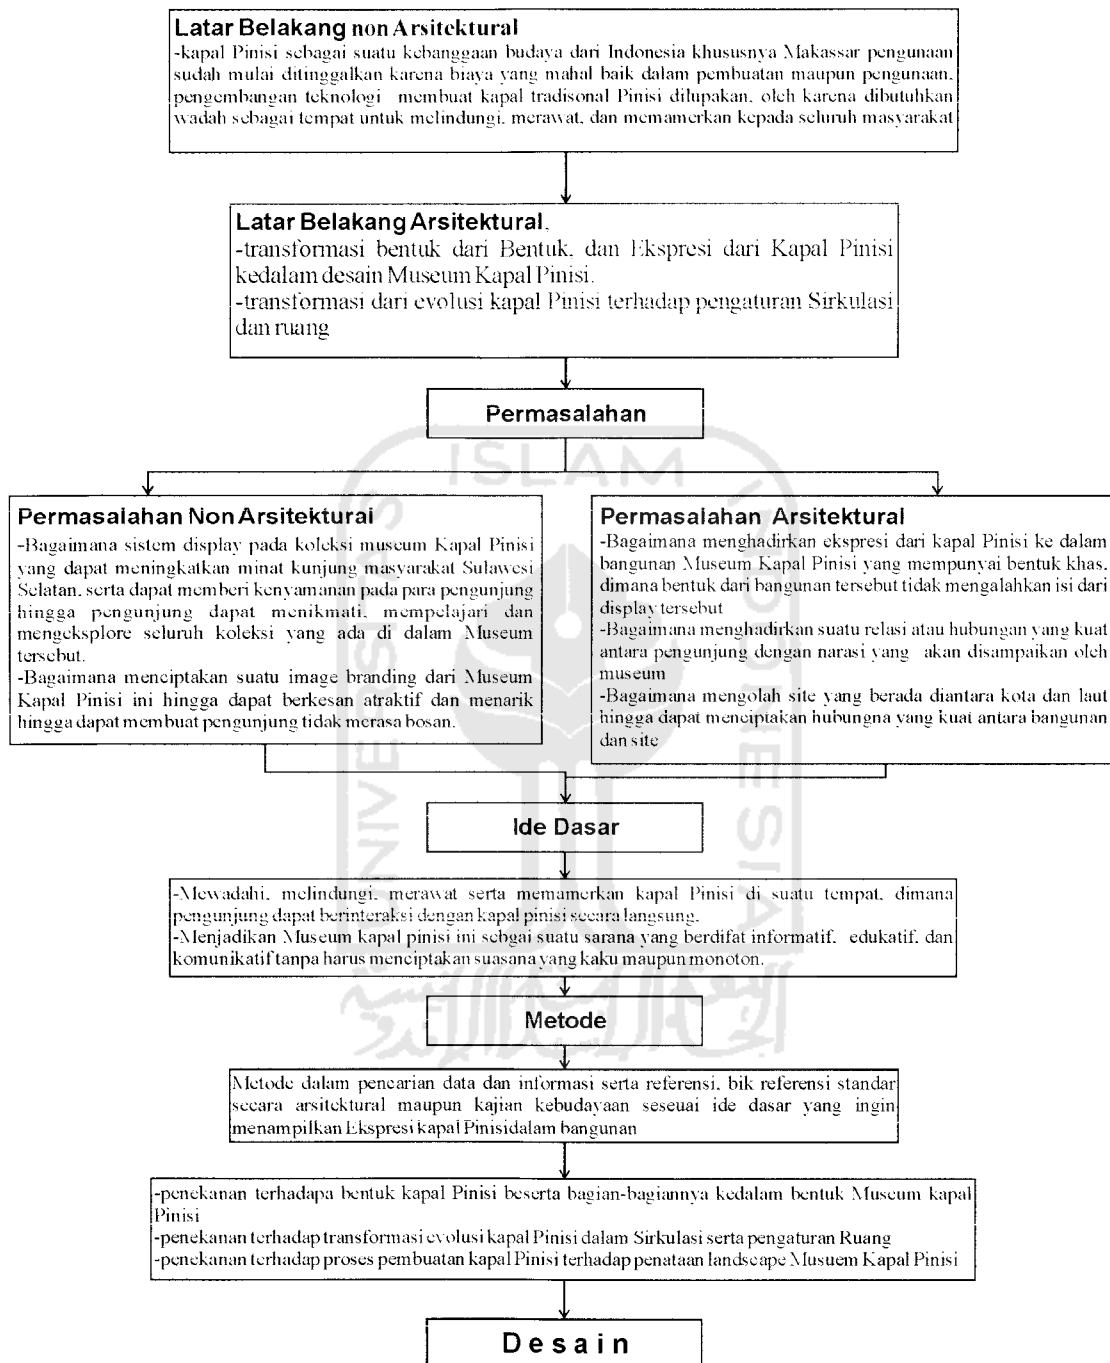 Latar Belakang non Arsitektural
-kapal Pinisi sebagai suatu kebanggaan budaya dari Indonesia khususnya Makassar pengunaan
sudah mulai ditinggalkan karena biaya yang mahal baik dalam pembuatan maupun pengunaan,
pengembangan teknologi membuat kapal tradisonal Pinisi dilupakan, oleh karena dibutuhkan
wadah sebagai tempat untuk melindungi, merawat, dan memamerkan kepada seluruh masyarakat
Latar Belakang Arsitektural,
-transformasi bentuk dari Bentuk, dan Ekspresi dari Kapal Pinisi
kedalam desain Museum Kapal Pinisi.
-transformasi dari evolusi kapal Pinisi terhadap pengaturan Sirkulasi
dan ruang
Permasalahan
Permasalahan Non Arsitektural
-Bagaimana sistem display pada koleksi museum Kapal Pinisi
yang dapat meningkatkan minat kunjung masyarakat Sulawesi
Selatan, serta dapat memberi kenyamanan pada para pengunjung
hingga pengunjung dapat menikmati, mempelajari dan
mengeksplore seluruh koleksi yang ada di dalam Museum
tersebut.
-Bagaimana menciptakan suatu image branding dari Museum
Kapal Pinisi ini hingga dapat berkesan atraktif dan menarik
hingga dapat membuat pengunjung tidak merasa bosan.
Permasalahan Arsitektural
-Bagaimana menghadirkan ekspresi dari kapal Pinisi ke dalam
bangunan Museum Kapal Pinisi yang mempunyai bentuk khas,
dimana bentuk dari bangunan tersebut tidak mengalahkan isi dari
display tersebut
-Bagaimana menghadirkan suatu relasi atau hubungan yang kuat
antara pengunjung dengan narasi yang akan disampaikan oleh
museum
-Bagaimana mengolah site yang berada diantara kota dan laut
hingga dapat menciptakan hubungna yang kuat antara bangunan
dan site
Ide Dasar
-Mewadahi, melindungi, merawat serta memamerkan kapal Pinisi di suatu tempat, dimana
pengunjung dapat berinteraksi dengan kapal pinisi secara langsung.
-Menjadikan Museum kapal pinisi ini sebgai suatu sarana yang berdifat informatif, edukatif, dan
komunikatif tanpa harus menciptakan suasana yang kaku maupun monoton.
Metode
Metode dalam pencarian data dan informasi serta referensi, bik referensi standar
secara arsitektural maupun kajian kebudayaan seseuai ide dasar yang ingin
menampilkan Ekspresi kapal Pinisidalam bangunan
-penekanan terhadapa bentuk kapal Pinisi beserta bagian-bagiannya kedalam bentuk Museum kapal
Pinisi
-penekanan terhadap transformasi evolusi kapal Pinisi dalam Sirkulasi serta pengaturan Ruang
-penekanan terhadap proses pembuatan kapal Pinisi terhadap penataan landscape Musuem Kapal Pinisi
Desain
UNIVERSITAS
ISLAM
INDONESIA